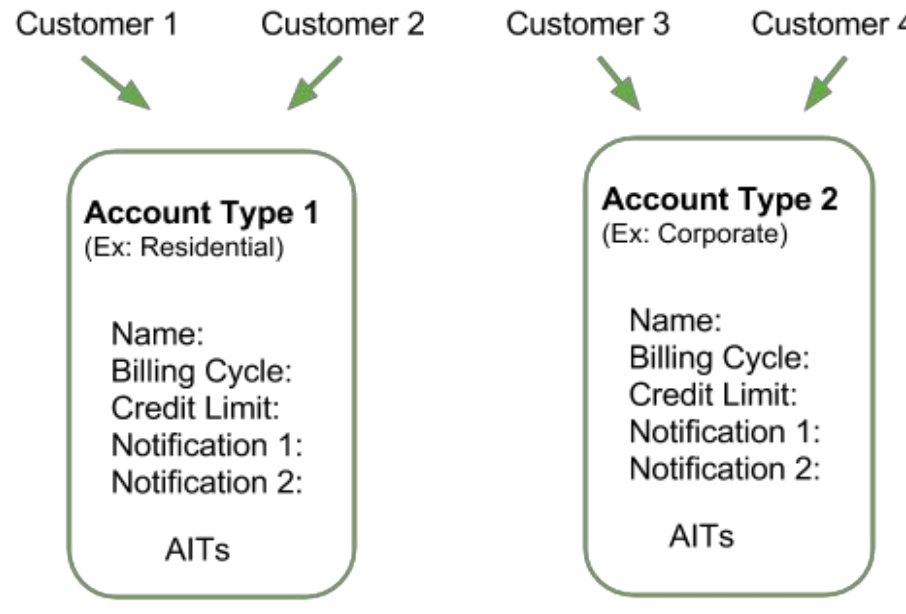 Customer 1
Customer 2
Customer 3
Customer 4
Account Type 1
(Ex: Residential)
Name:
Billing Cycle:
Credit Limit:
Notification 1:
Notification 2:
AITs
Account Type 2
(Ex: Corporate)
Name:
Billing Cycle:
Credit Limit:
Notification 1:
Notification 2:
AITs